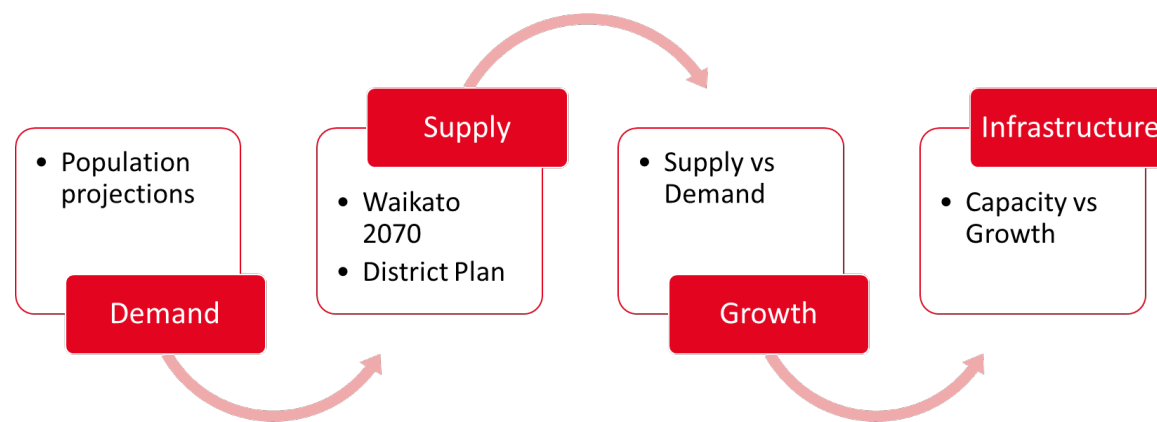 • Population
projections
Demand
Supply
• Waikato
2070
• District Plan
• Supply vs
Demand
Growth
Infrastructure
• Capacity vs
Growth